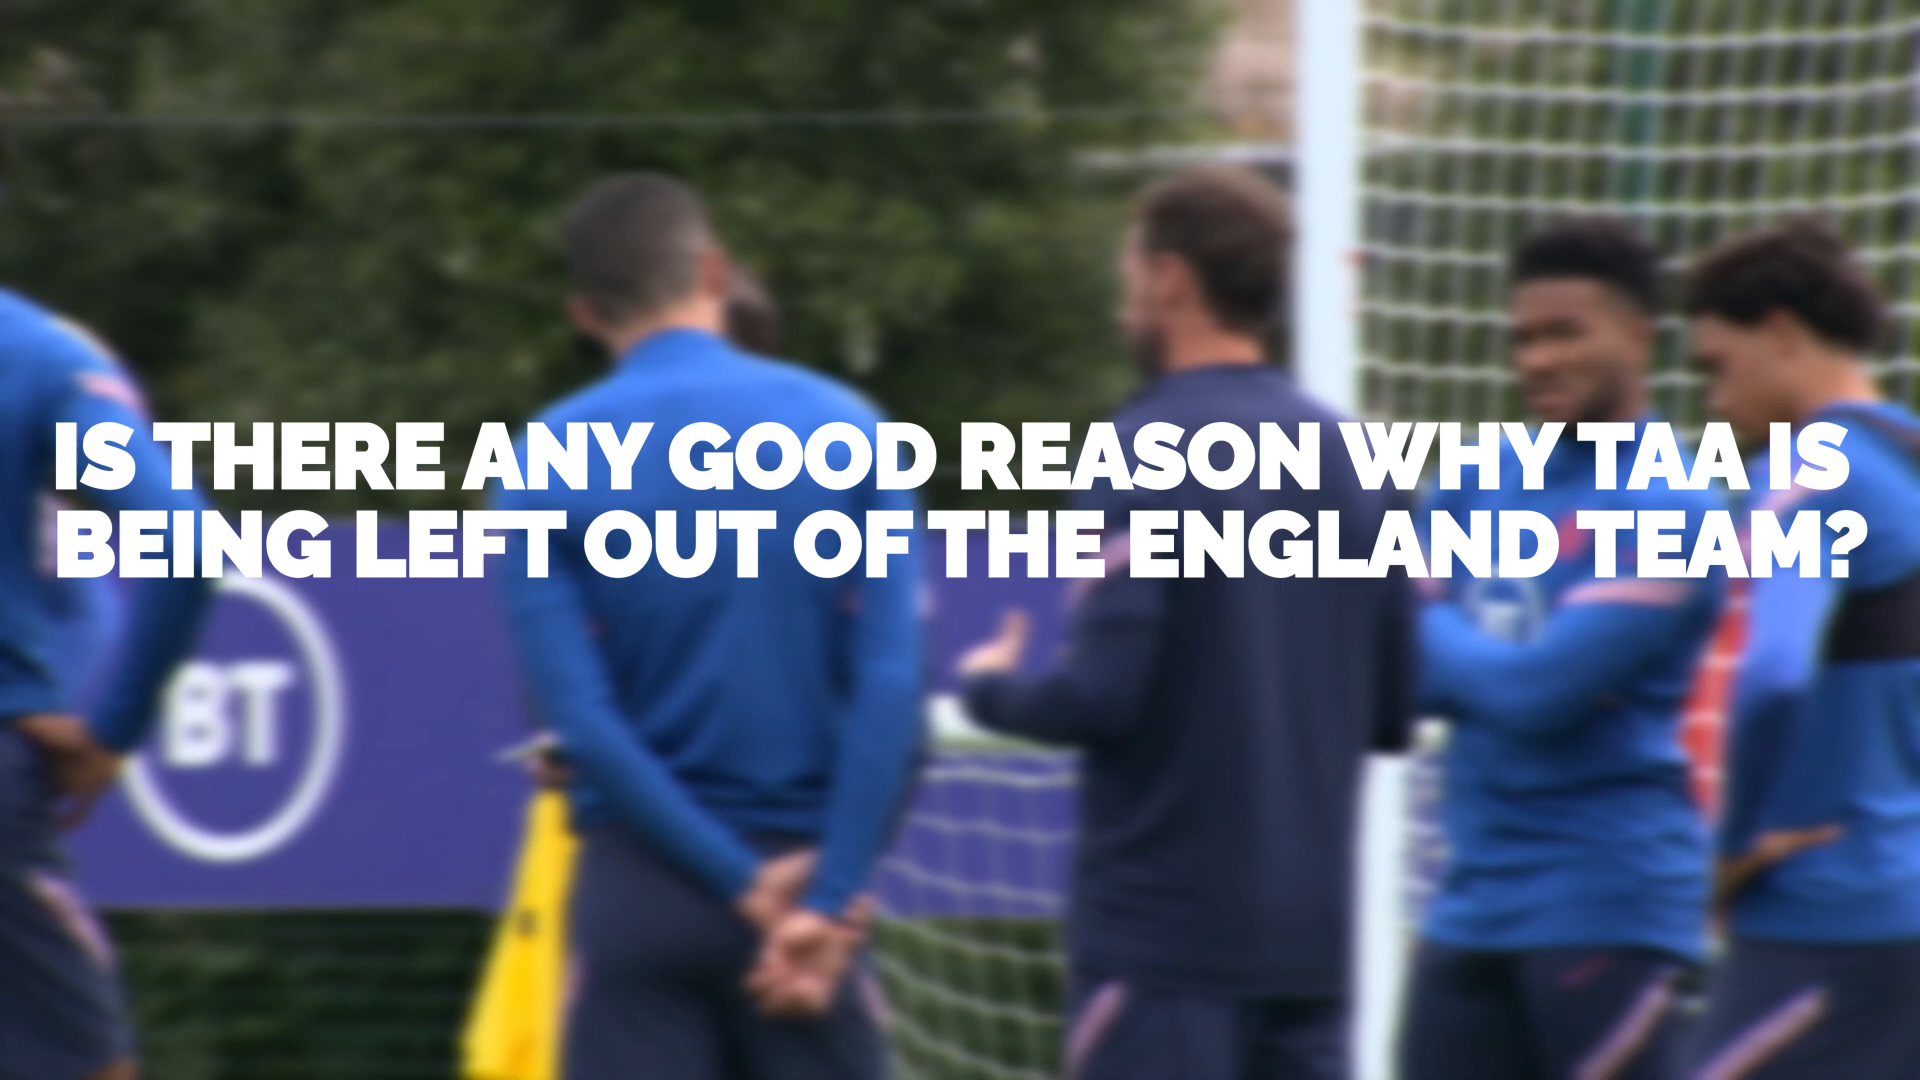 IS THERE ANY GOOD REASON WHY TAA IS
BEING LEFT OUT OF THE ENGLAND TEAM?
BT